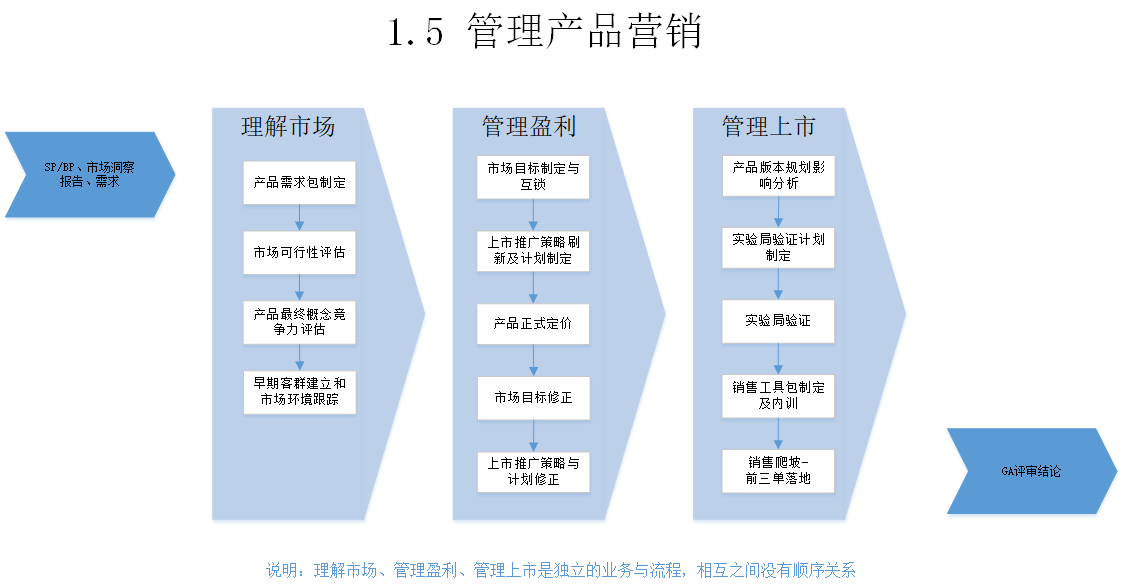 1.5 管理产品营销
SP/BP、市场洞察
报告、需求
理解市场
产品需求包制定
市场可行性评估
产品最终概念竟
争力评估
早期客群建立和
市场环境跟踪
管理盈利
市场目标制定与
互锁
上市推广策略刷
新及计划制定
产品正式定价
市场目标修正
上市推广策略与
计划修正
管理上市
产品版本规划影
响分析
实验局验证计划
制定
实验局验证
销售工具包制定
及内训
销售爬坡-
前三单落地
GA评审结论
说明：理解市场、管理盈利、管理上市是独立的业务与流程，相互之间没有顺序关系